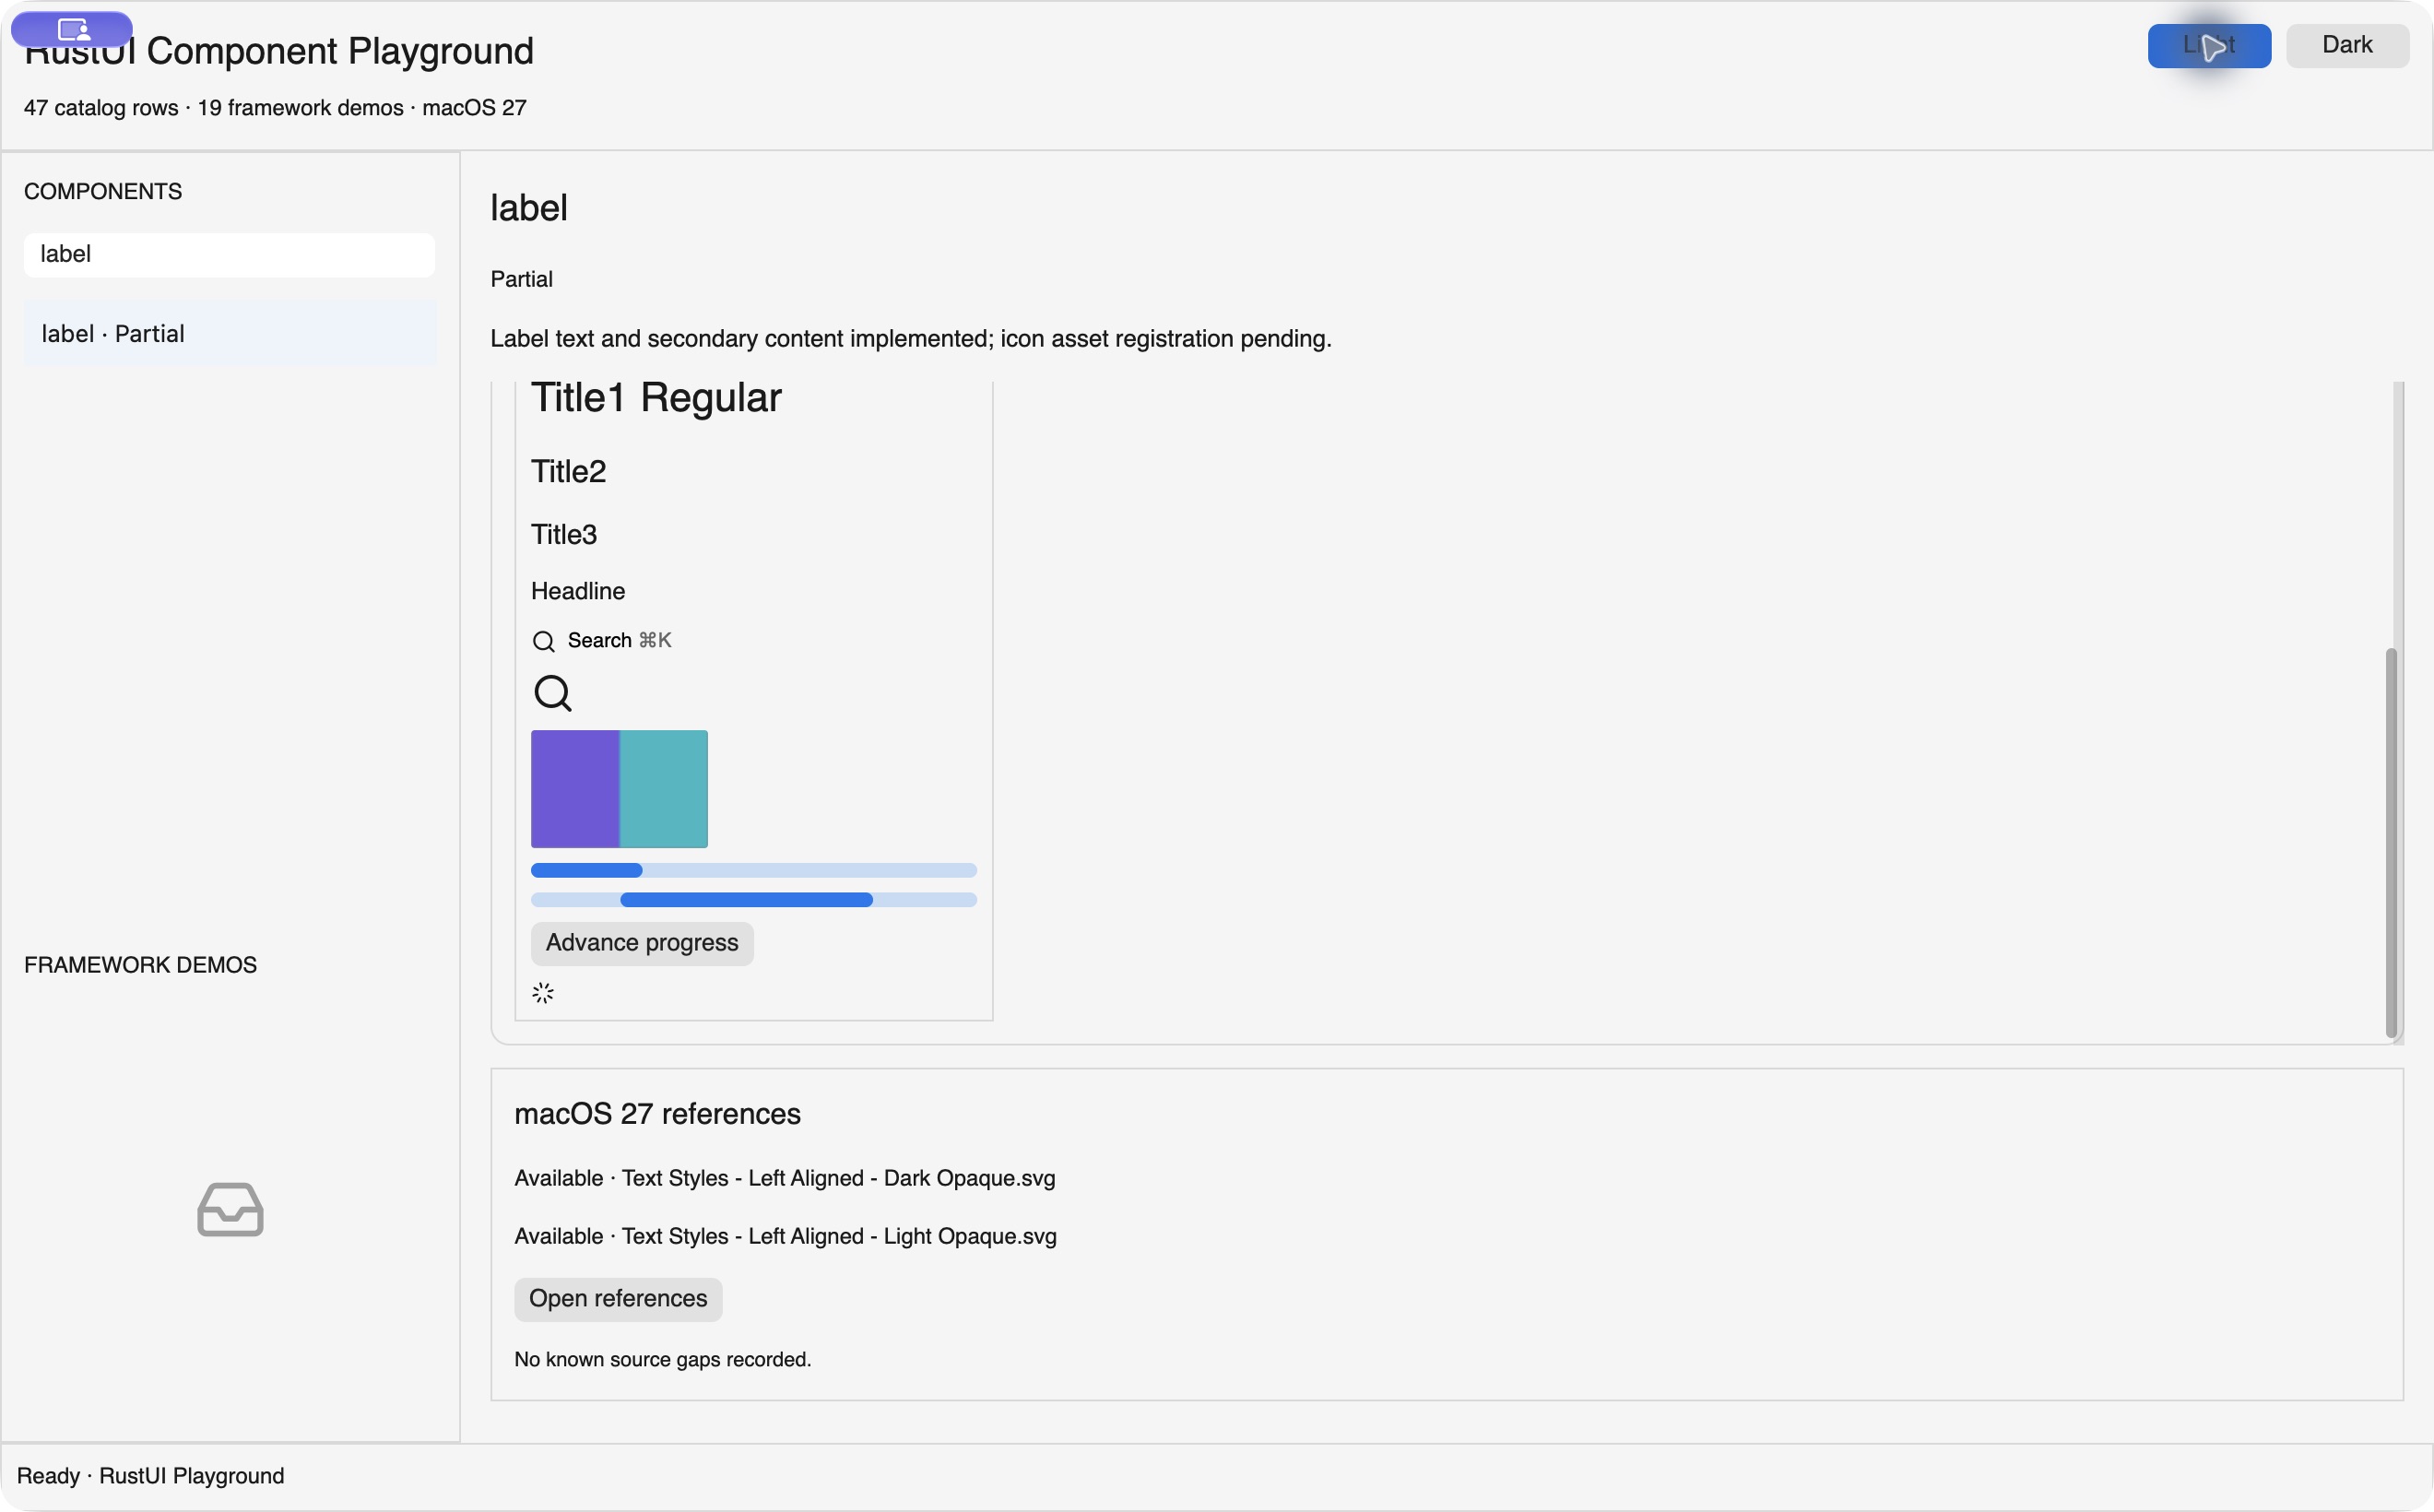 RustUI Component Playground
Dark
47 catalog rows · 19 framework demos · macOS 27
COMPONENTS
label
label · Partial
FRAMEWORK DEMOS
label
Partial
Label text and secondary content implemented; icon asset registration pending.
Title1 Regular
Title2
Title3
Headline
Search ⌘K
Advance progress
macOS 27 references
Available · Text Styles - Left Aligned - Dark Opaque.svg
Available · Text Styles - Left Aligned - Light Opaque.svg
Open references
No known source gaps recorded.
Ready · RustUI Playground